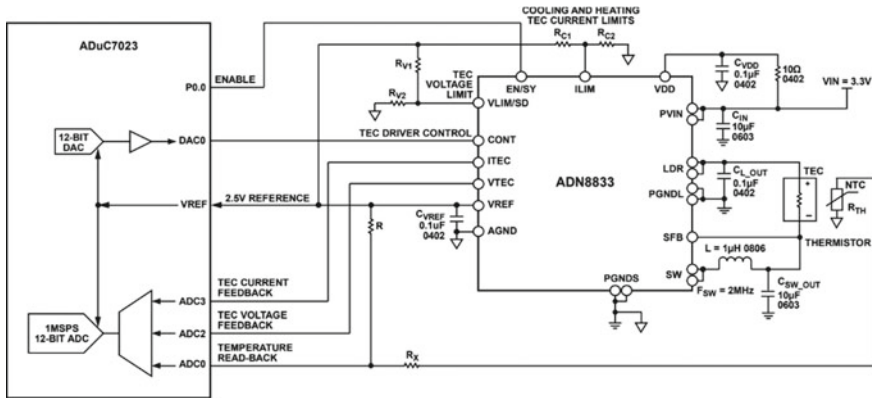 COOLING AND HEATING
TEC CURRENT LIMITS
ADuC7023
RC1
RC2
RV1
TEC
VOLTAGE
LIMIT
RV2
P0.0
ENABLE
EN/SY
ILIM
VDD
VLIM/SD
CVDD
0.1µF
0402
10Ω
0402
VIN = 3.3V
PVIN
CIN
10µF
0603
12-BIT
DAC
DAC0
TEC DRIVER CONTROL
CONT
ITEC
VTEC
VREF
AGND
ADN8833
LDR
PGNDL
CL_OUT
0.1µF
0402
TEC
+
–
NTC
RTH
THERMISTOR
SFB
SW
L = 1µH 0806
FSW = 2MHz
CSW_OUT
10µF
0603
PGNDS
VREF
2.5V REFERENCE
R
CVREF
0.1uF
0402
ADC3
TEC CURRENT
FEEDBACK
ADC2
TEC VOLTAGE
FEEDBACK
ADC0
TEMPERATURE
READ-BACK
RX
1MSPS
12-BIT ADC